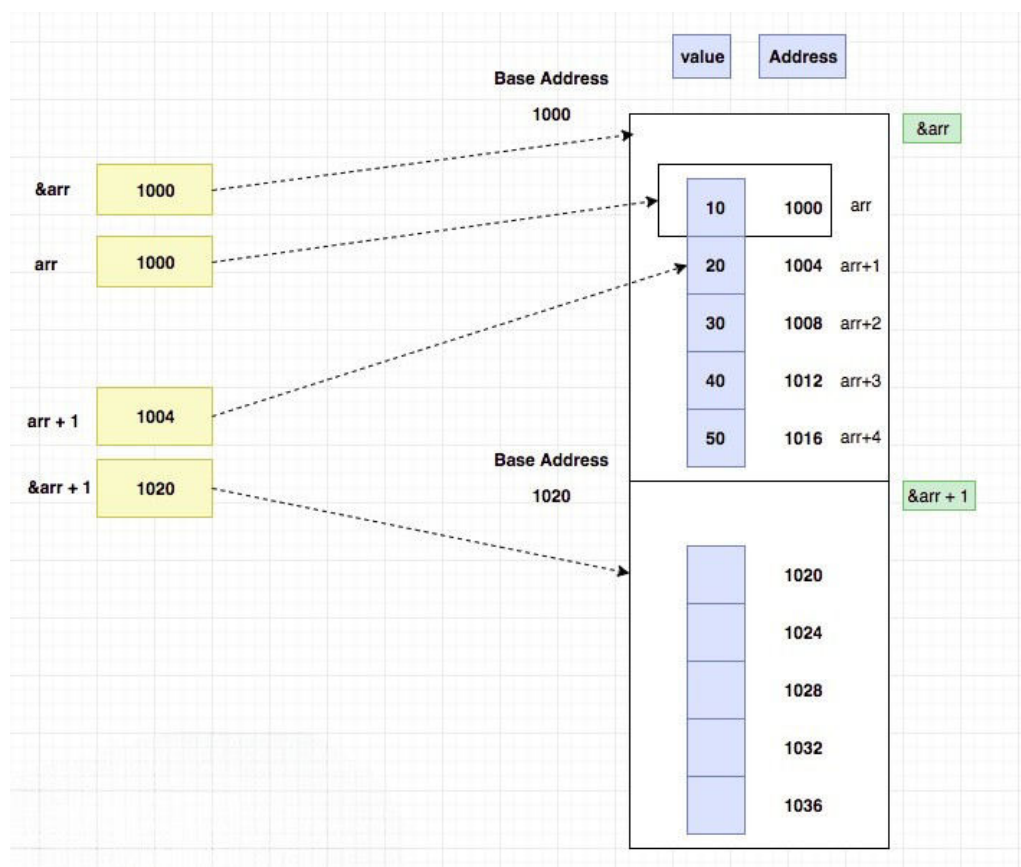 value Address
Base Address
1000
&arr
&arr 1000
10 1000 arr
arr 1000
20 1004 arr+1
30 1008 arr+2
40 1012 arr+3
arr + 1 1004
50 1016 arr+4
Base Address
&arr + 1 1020
1020
&arr + 1
1020
1024
1028
1032
1036